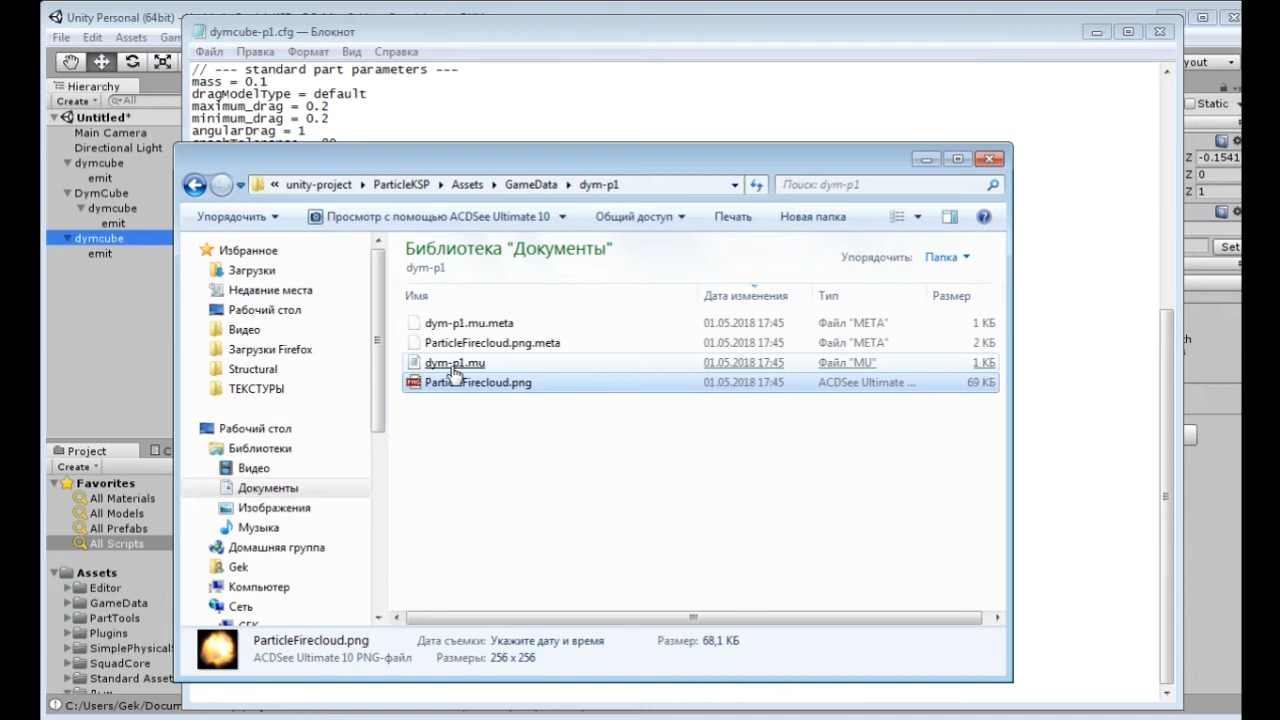 Unity Personal (64bit)
dymcube-p1.cfg — Блокнот
File Edit Assets Gam
Файл Правка Формат Вид Справка
// --- standard part parameters ---
mass = 0.1
dragModelType = default
maximum_drag = 0.2
minimum_drag = 0.2
angularDrag = 1
Hierarchy
Create All
Untitled*
Main Camera
Directional Light
dymcube
emit
DymCube
dymcube
emit
dymcube
emit
yout
Static
Z -0.1541
Z 0
Z 1
Set
« unity-project ParticleKSP Assets GameData dym-p1
Поиск: dym-p1
Упорядочить Просмотр с помощью ACDSee Ultimate 10 Общий доступ Печать Новая папка
Избранное
Загрузки
Недавние места
Рабочий стол
Видео
Загрузки Firefox
Structural
ТЕКСТУРЫ
Рабочий стол
Библиотеки
Видео
Документы
Изображения
Музыка
Домашняя группа
Gek
Компьютер
Сеть
Библиотека "Документы"
dym-p1
Упорядочить: Папка
Имя Дата изменения Тип Размер
dym-p1.mu.meta 01.05.2018 17:45 Файл "META" 1 КБ
ParticleFirecloud.png.meta 01.05.2018 17:45 Файл "META" 2 КБ
dym-p1.mu 01.05.2018 17:45 Файл "MU" 1 КБ
ParticleFirecloud.png 01.05.2018 17:45 ACDSee Ultimate ... 69 КБ
ParticleFirecloud.png Дата съемки: Укажите дату и время Размер: 68,1 КБ
ACDSee Ultimate 10 PNG-файл Размеры: 256 x 256
Project C
Create
Favorites
All Materials
All Models
All Prefabs
All Scripts
Assets
Editor
GameData
PartTools
Plugins
SimplePhysical
SquadCore
Standard Asset
C:/Users/Gek/Docum